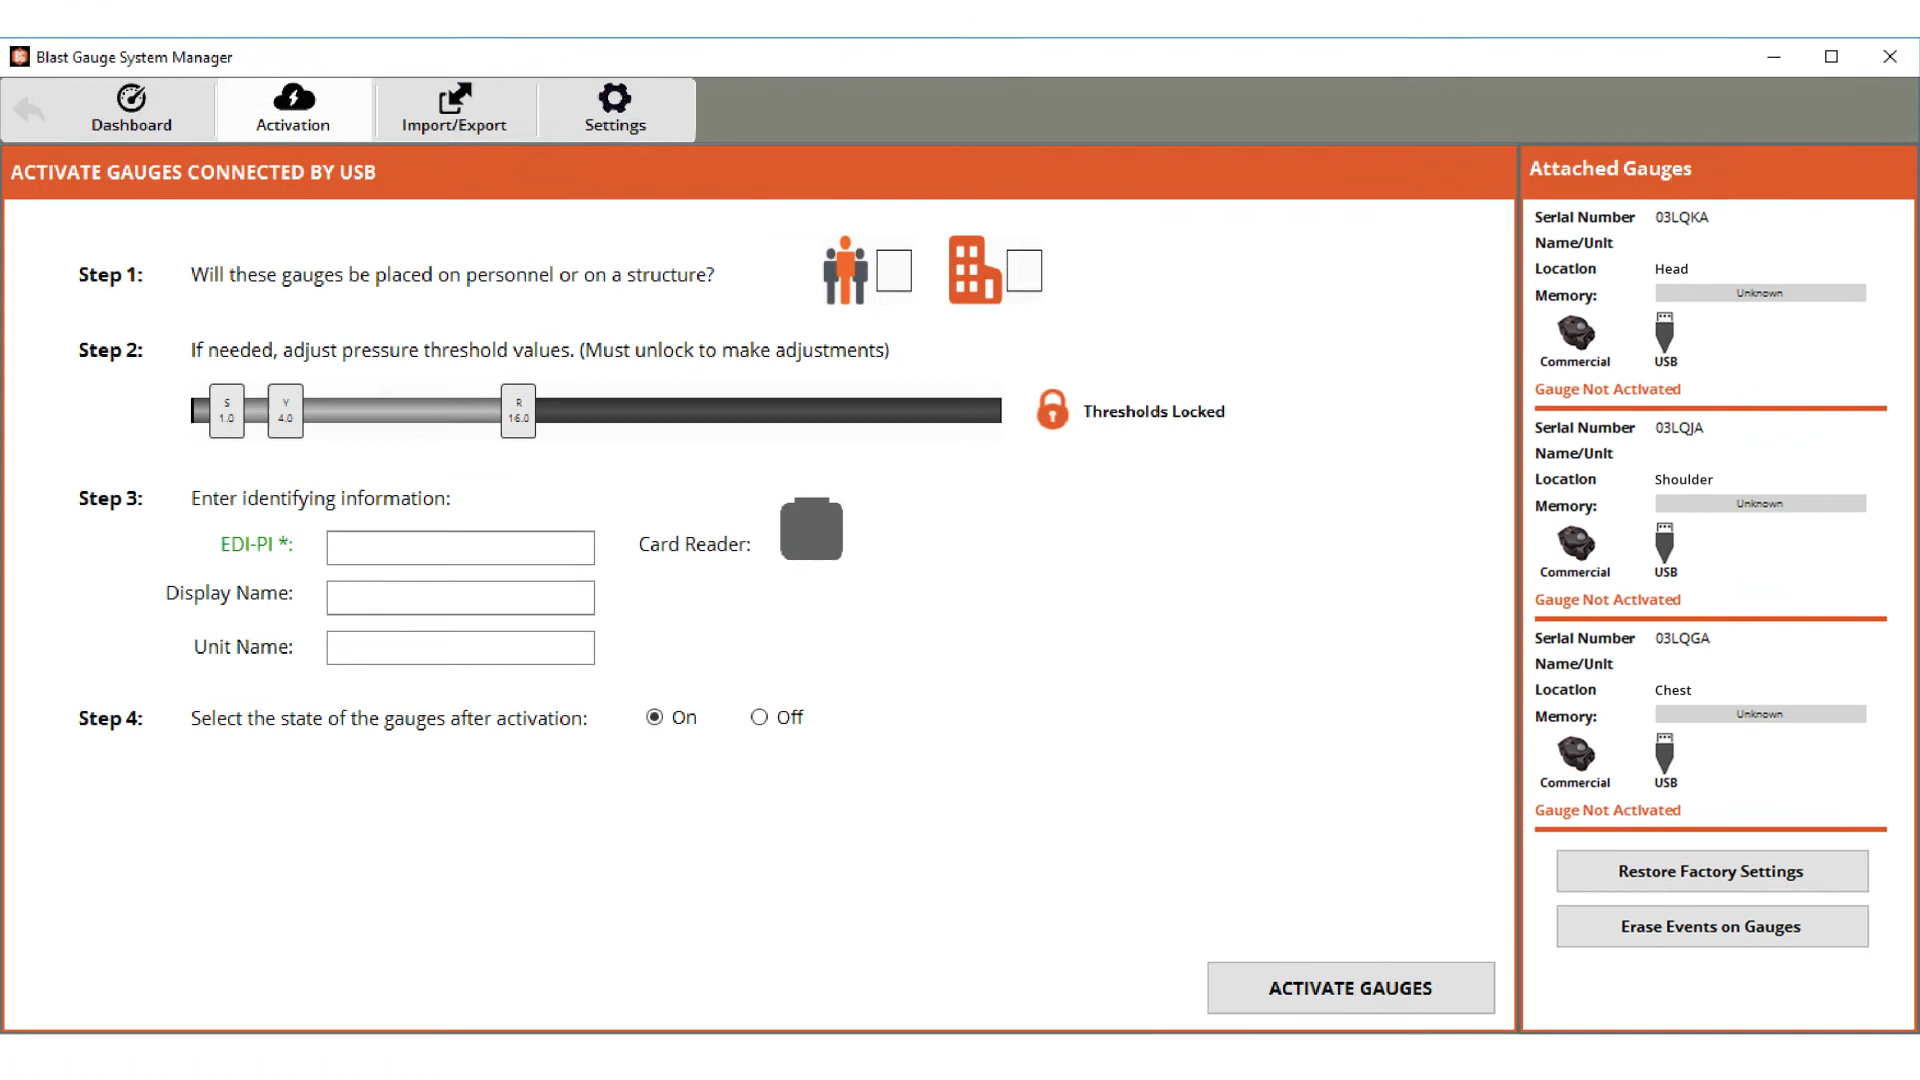 Blast Gauge System Manager
Dashboard
Activation
Import/Export
Settings
ACTIVATE GAUGES CONNECTED BY USB
Step 1: Will these gauges be placed on personnel or on a structure?
Step 2: If needed, adjust pressure threshold values. (Must unlock to make adjustments)
S
1.0
Y
4.0
R
16.0
Thresholds Locked
Step 3: Enter identifying information:
EDI-PI *:
Card Reader:
Display Name:
Unit Name:
Step 4: Select the state of the gauges after activation: On Off
ACTIVATE GAUGES
Attached Gauges
Serial Number 03LQKA
Name/Unit
Location Head
Memory: Unknown
Commercial USB
Gauge Not Activated
Serial Number 03LQJA
Name/Unit
Location Shoulder
Memory: Unknown
Commercial USB
Gauge Not Activated
Serial Number 03LQGA
Name/Unit
Location Chest
Memory: Unknown
Commercial USB
Gauge Not Activated
Restore Factory Settings
Erase Events on Gauges